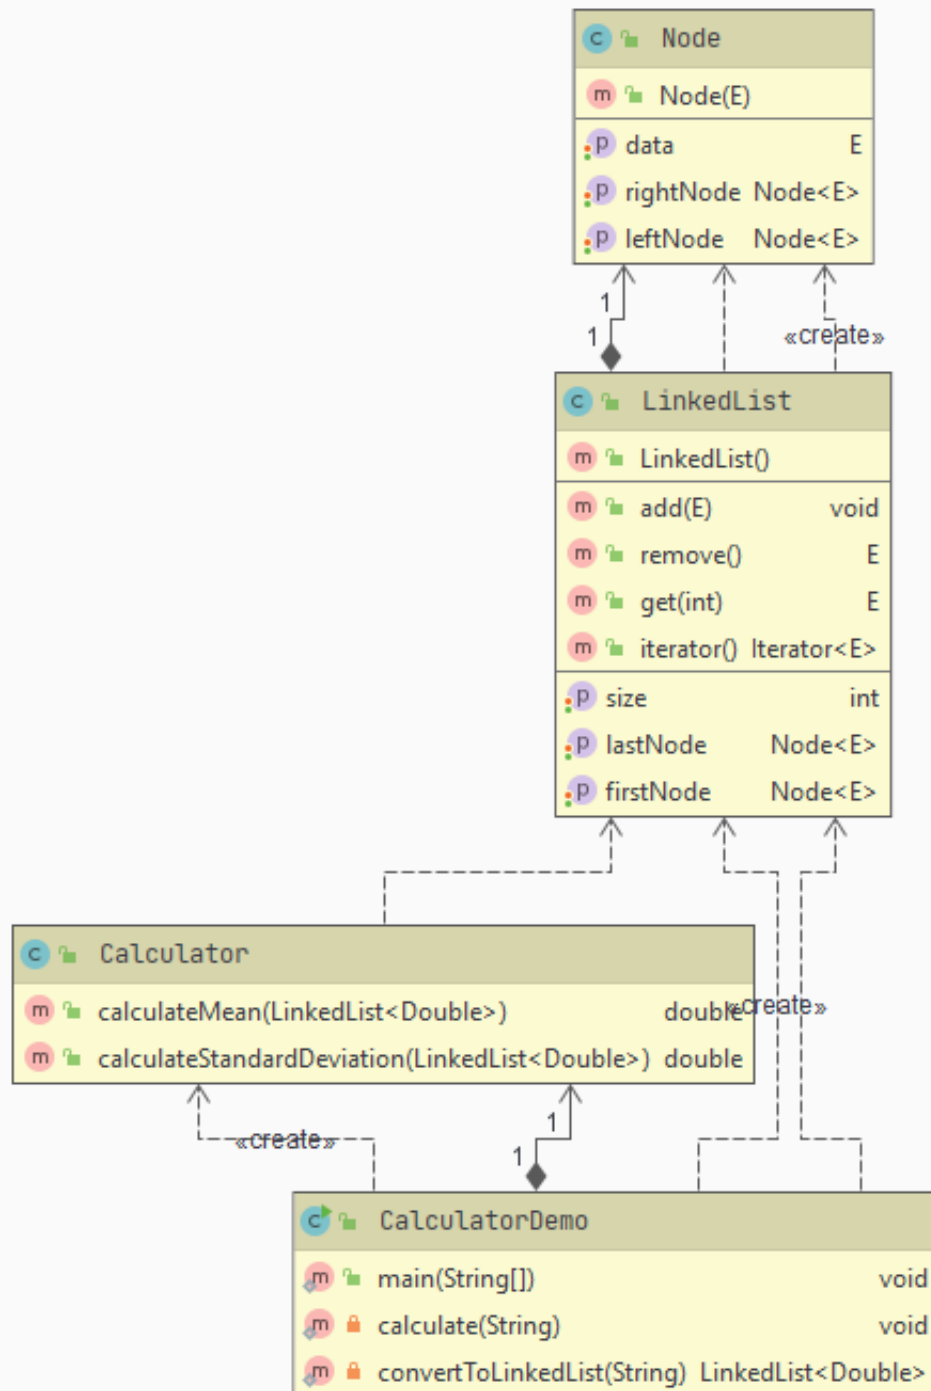 Node
Node(E)
data E
rightNode Node<E>
leftNode Node<E>
1
1
«create»
LinkedList
LinkedList()
add(E) void
remove() E
get(int) E
iterator() Iterator<E>
size int
lastNode Node<E>
firstNode Node<E>
Calculator
calculateMean(LinkedList<Double>) double
«create»
calculateStandardDeviation(LinkedList<Double>) double
1
«create»
1
CalculatorDemo
main(String[]) void
calculate(String) void
convertToLinkedList(String) LinkedList<Double>